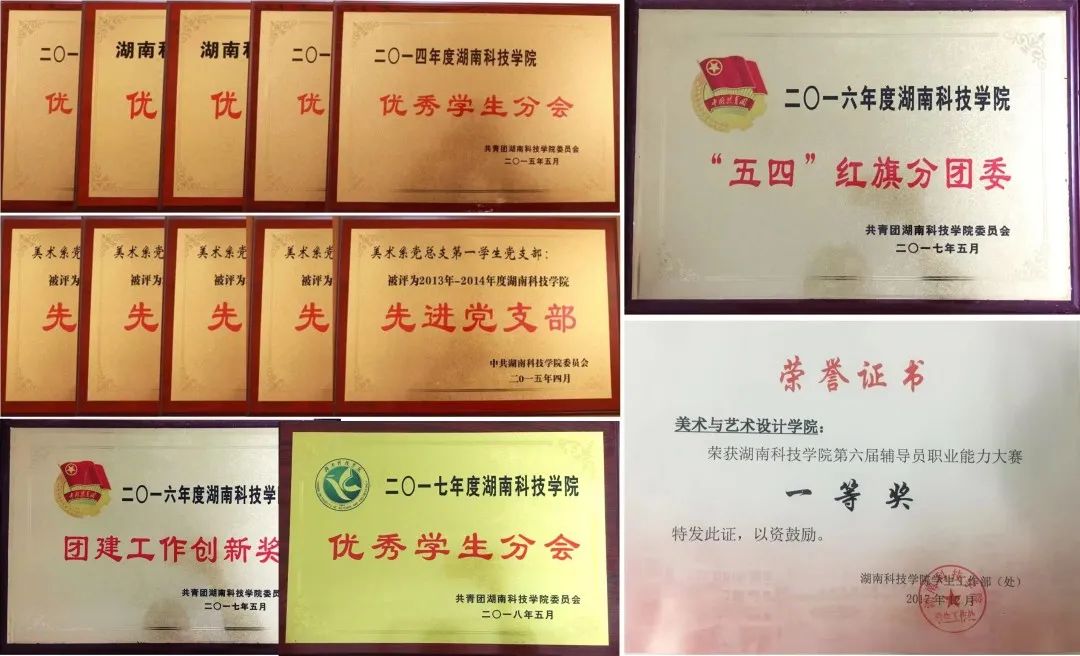 二〇一
优
湖南
优
湖南科
优
二〇一
优
二〇一四年度湖南科技学院
优秀学生分会
共青团湖南科技学院委员会
二〇一五年五月
二〇一六年度湖南科技学院
“五四”红旗分团委
共青团湖南科技学院委员会
二〇一七年五月
美术系党
被评为
先
美术系党
被评为
先
美术系党
被评为
先
美术系党
被评为
先
美术系党总支第一学生党支部：
被评为2013年-2014年度湖南科技学院
先进党支部
中共湖南科技学院委员会
二〇一五年四月
荣誉证书
美术与艺术设计学院：
荣获湖南科技学院第六届辅导员职业能力大赛
一等奖
特发此证，以资鼓励。
湖南科技学院学生工作部（处）
二〇一六年度湖南科技学
团建工作创新奖
共青团湖南科技学院委员会
二〇一七年五月
二〇一七年度湖南科技学院
优秀学生分会
共青团湖南科技学院委员会
二〇一八年五月